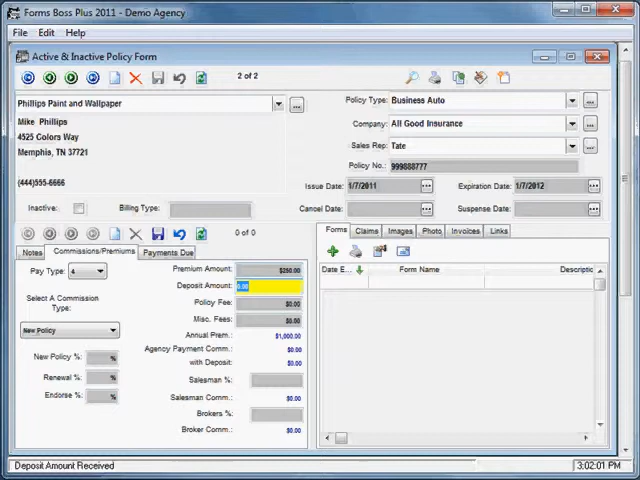 Forms Boss Plus 2011 - Demo Agency
File Edit Help
Active & Inactive Policy Form
2 of 2
Phillips Paint and Wallpaper
Mike Phillips
4525 Colors Way
Memphis, TN 37721
(444)555-6666
Inactive:
Billing Type:
Policy Type: Business Auto
Company: All Good Insurance
Sales Rep: Tate
Policy No.: 999888777
Issue Date: 1/7/2011 Expiration Date: 1/7/2012
Cancel Date: Suspense Date:
0 of 0
Notes Commissions/Premiums Payments Due
Pay Type: 4
Select A Commission
Type:
New Policy
New Policy %: %
Renewal %: %
Endorse %: %
Premium Amount: $250.00
Deposit Amount: 0.00
Policy Fee: $0.00
Misc. Fees: $0.00
Annual Prem.: $1,000.00
Agency Payment Comm.: $0.00
with Deposit: $0.00
Salesman %:
Salesman Comm.: $0.00
Brokers %:
Broker Comm.: $0.00
Forms Claims Images Photo Invoices Links
Date E... Form Name Descriptic
Deposit Amount Received
3:02:01 PM